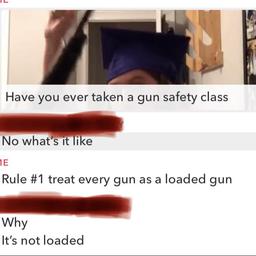 Have you ever taken a gun safety class
No what's it like
ME
Rule #1 treat every gun as a loaded gun
Why
It's not loaded